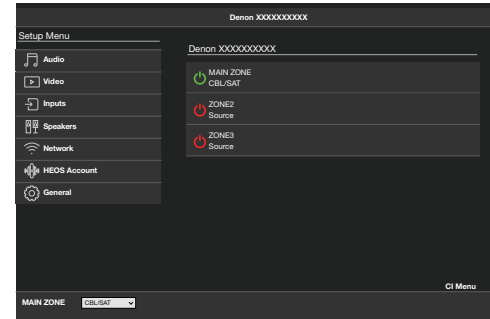 Denon XXXXXXXXXX
Setup Menu
Audio
Video
Inputs
Speakers
Network
HEOS Account
General
Denon XXXXXXXXXX
MAIN ZONE
CBL/SAT
ZONE2
Source
ZONE3
Source
CI Menu
MAIN ZONE CBL/SAT